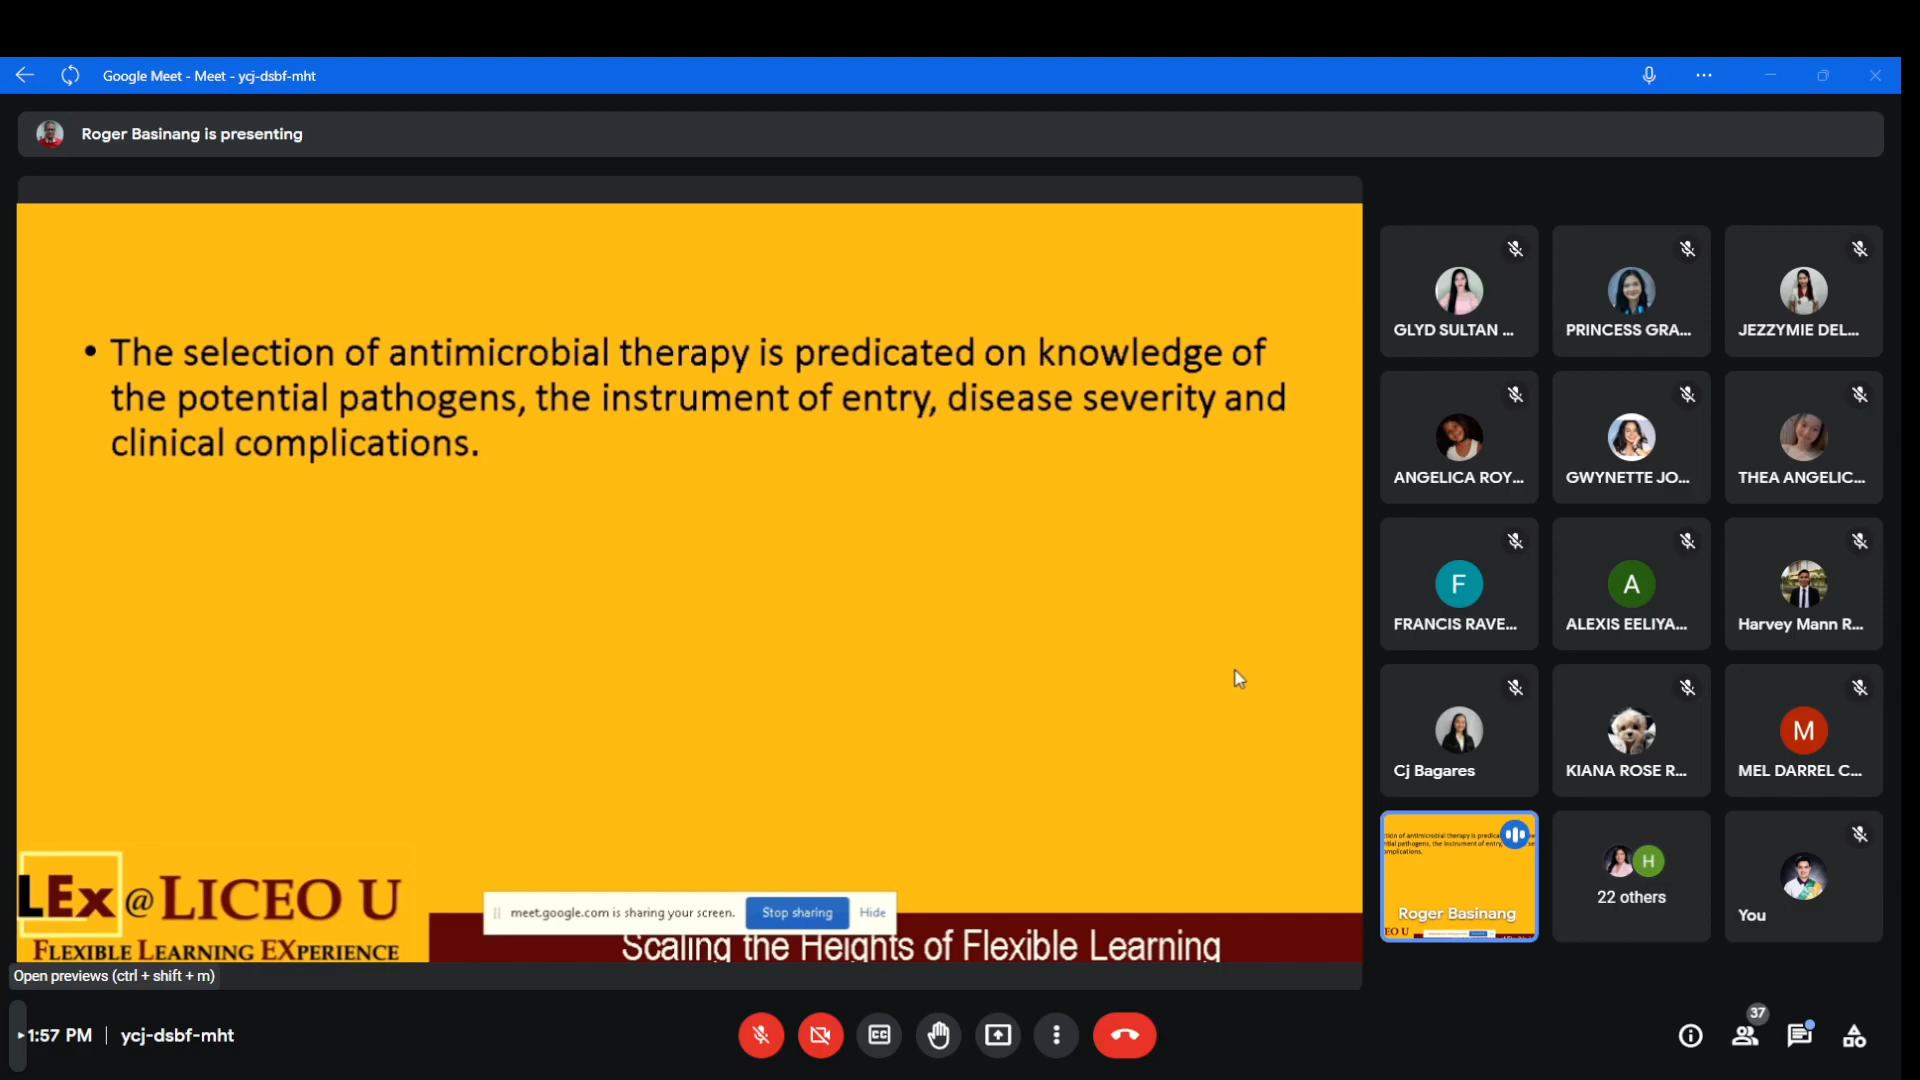 Google Meet - Meet - ycj-dsbf-mht
Roger Basinang is presenting
• The selection of antimicrobial therapy is predicated on knowledge of
the potential pathogens, the instrument of entry, disease severity and
clinical complications.
LEx @ LICEO U
FLEXIBLE LEARNING EXPERIENCE
meet.google.com is sharing your screen.
Stop sharing
Hide
Scaling the Heights of Flexible Learning
Open previews (ctrl + shift + m)
GLYD SULTAN ...
PRINCESS GRA...
JEZZYMIE DEL...
ANGELICA ROY...
GWYNETTE JO...
THEA ANGELIC...
F
FRANCIS RAVE...
A
ALEXIS EELIYA...
Harvey Mann R...
Cj Bagares
KIANA ROSE R...
M
MEL DARREL C...
Roger Basinang
H
22 others
You
1:57 PM | ycj-dsbf-mht
CC
37